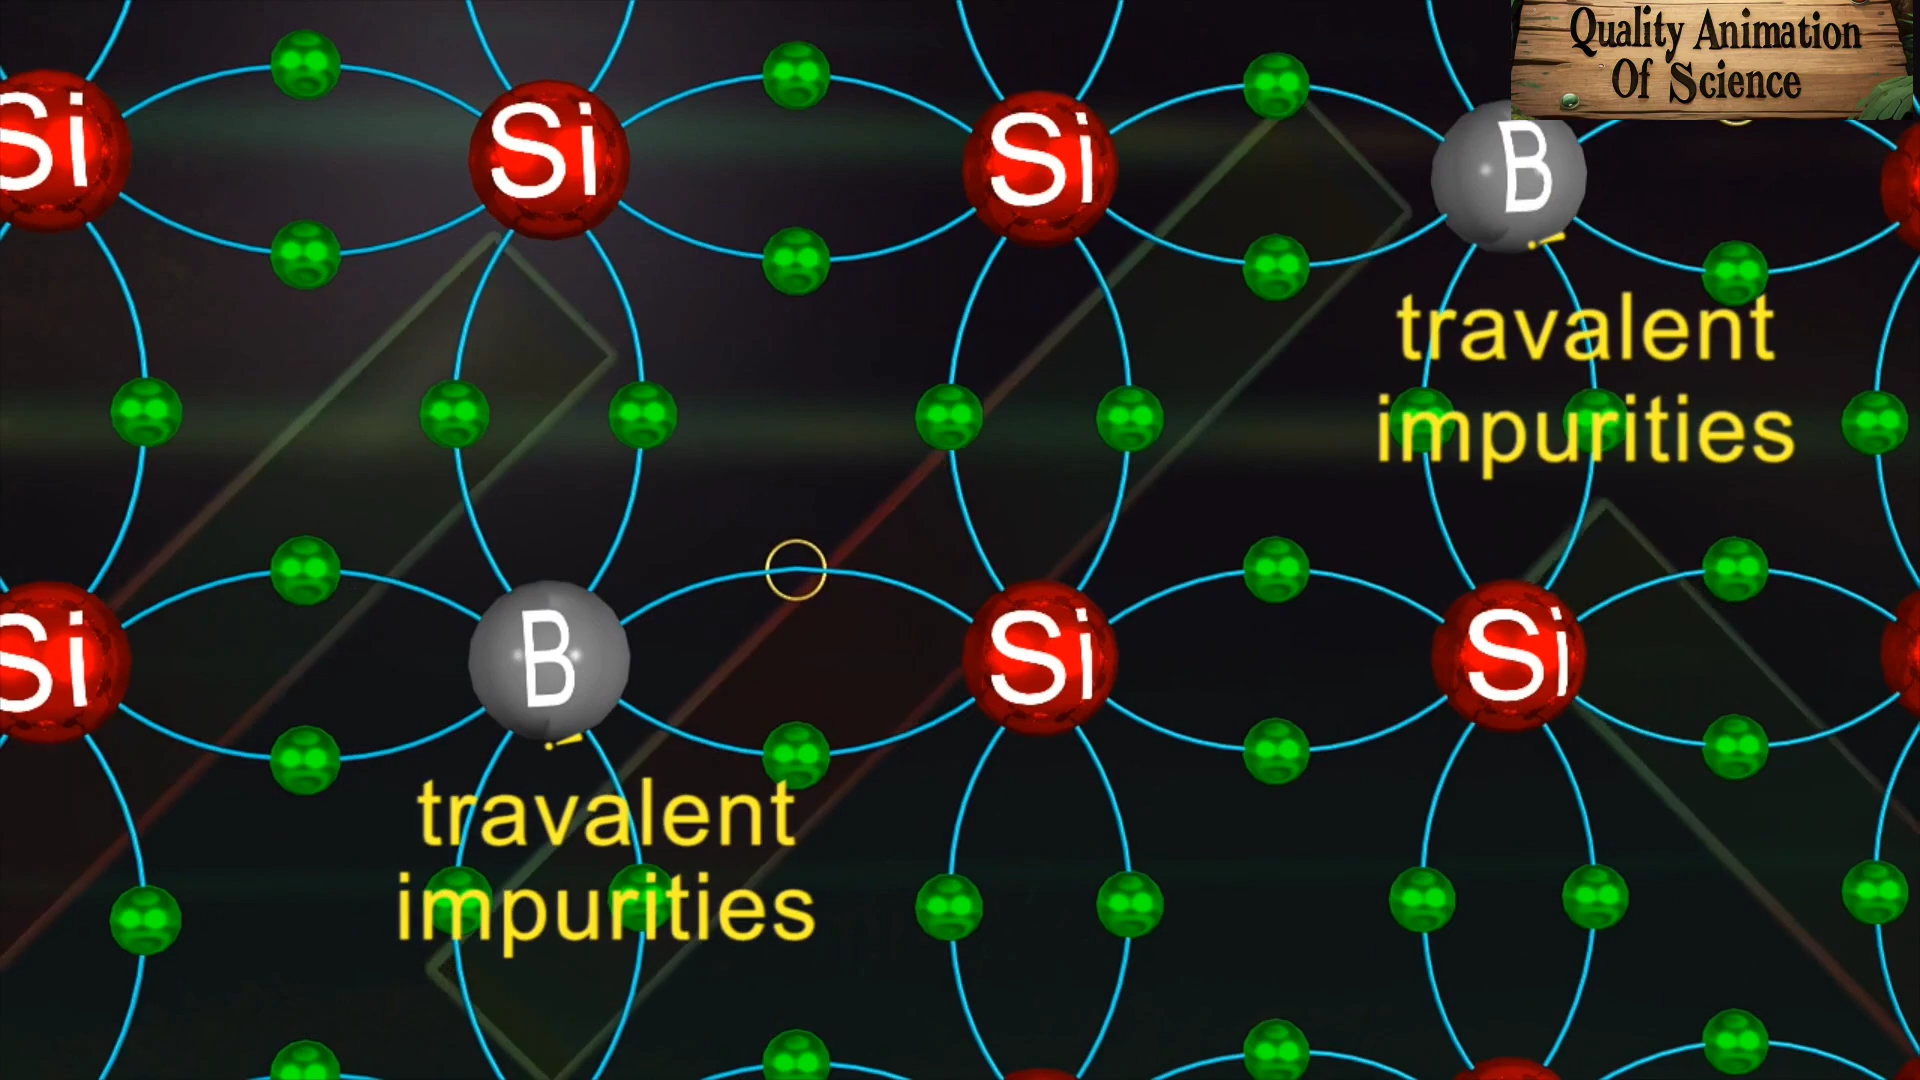 Quality Animation
Of Science
Si
Si
Si
B
travalent
impurities
Si
B
Si
Si
travalent
impurities